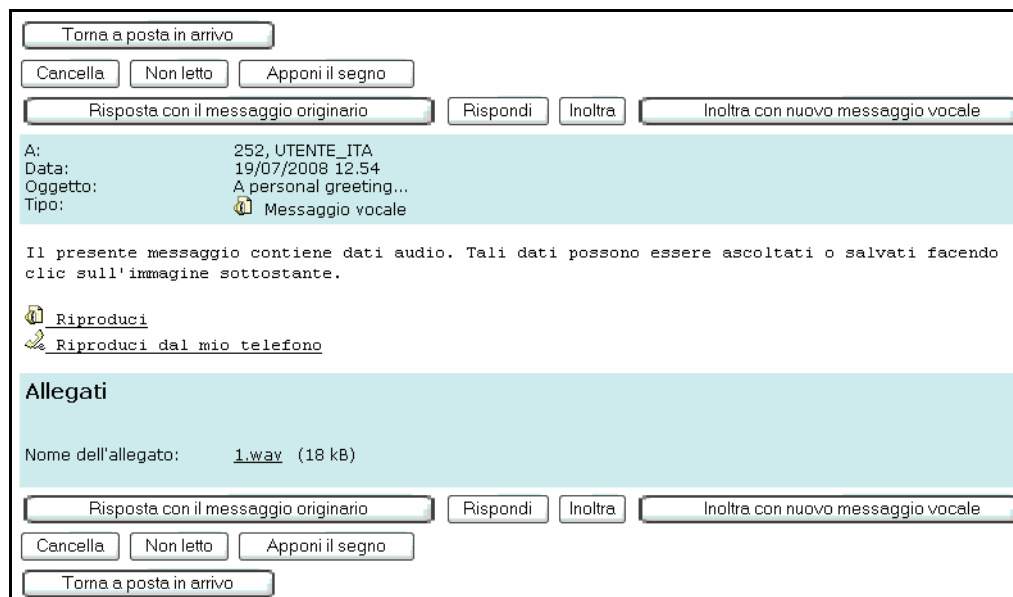 Torna a posta in arrivo
Cancella Non letto Apponi il segno
Risposta con il messaggio originario Rispondi Inoltra Inoltra con nuovo messaggio vocale
A: 252, UTENTE_ITA
Data: 19/07/2008 12.54
Oggetto: A personal greeting...
Tipo: Messaggio vocale
Il presente messaggio contiene dati audio. Tali dati possono essere ascoltati o salvati facendo
clic sull'immagine sottostante.
Riproduci
Riproduci dal mio telefono
Allegati
Nome dell'allegato: 1.wav (18 kB)
Risposta con il messaggio originario Rispondi Inoltra Inoltra con nuovo messaggio vocale
Cancella Non letto Apponi il segno
Torna a posta in arrivo